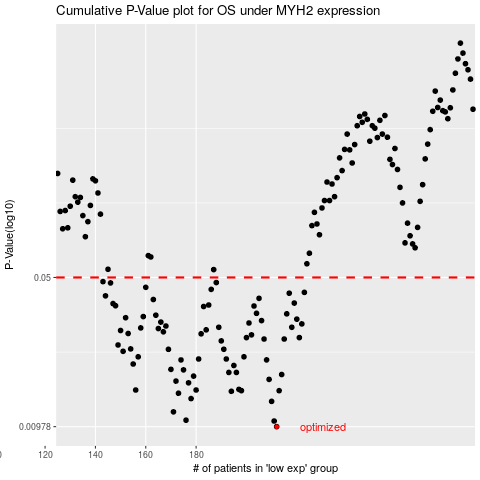 Cumulative P-Value plot for OS under MYH2 expression
P-Value(log10)
0.05
0.00978
optimized
0 120 140 160 180
# of patients in 'low exp' group